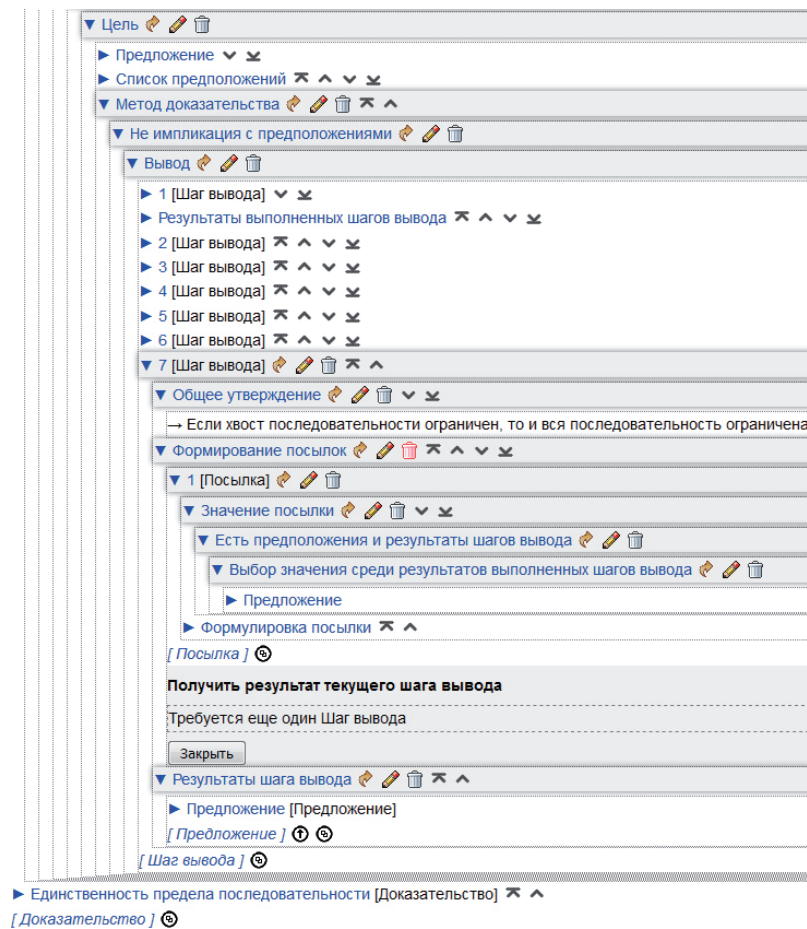 Цель
Предложение
Список предположений
Метод доказательства
Не импликация с предположениями
Вывод
1 [Шаг вывода]
Результаты выполненных шагов вывода
2 [Шаг вывода]
3 [Шаг вывода]
4 [Шаг вывода]
5 [Шаг вывода]
6 [Шаг вывода]
7 [Шаг вывода]
Общее утверждение
→ Если хвост последовательности ограничен, то и вся последовательность ограничена
Формирование посылок
1 [Посылка]
Значение посылки
Есть предположения и результаты шагов вывода
Выбор значения среди результатов выполненных шагов вывода
Предложение
Формулировка посылки
[ Посылка ]
Получить результат текущего шага вывода
Требуется еще один Шаг вывода
Закрыть
Результаты шага вывода
Предложение [Предложение]
[ Предложение ]
[ Шаг вывода ]
Единственность предела последовательности [Доказательство]
[ Доказательство ]